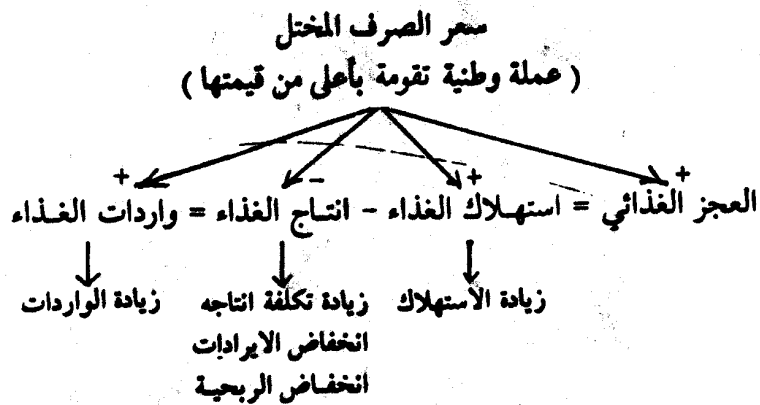 سعر الصرف المختل
( عملة وطنية تقومة بأعلى من قيمتها )
+ + − +
العجز الغذائي = استهلاك الغذاء − انتاج الغذاء = واردات الغذاء
زيادة الاستهلاك زيادة تكلفة انتاجه زيادة الواردات
انخفاض الايرادات
انخفاض الربحية